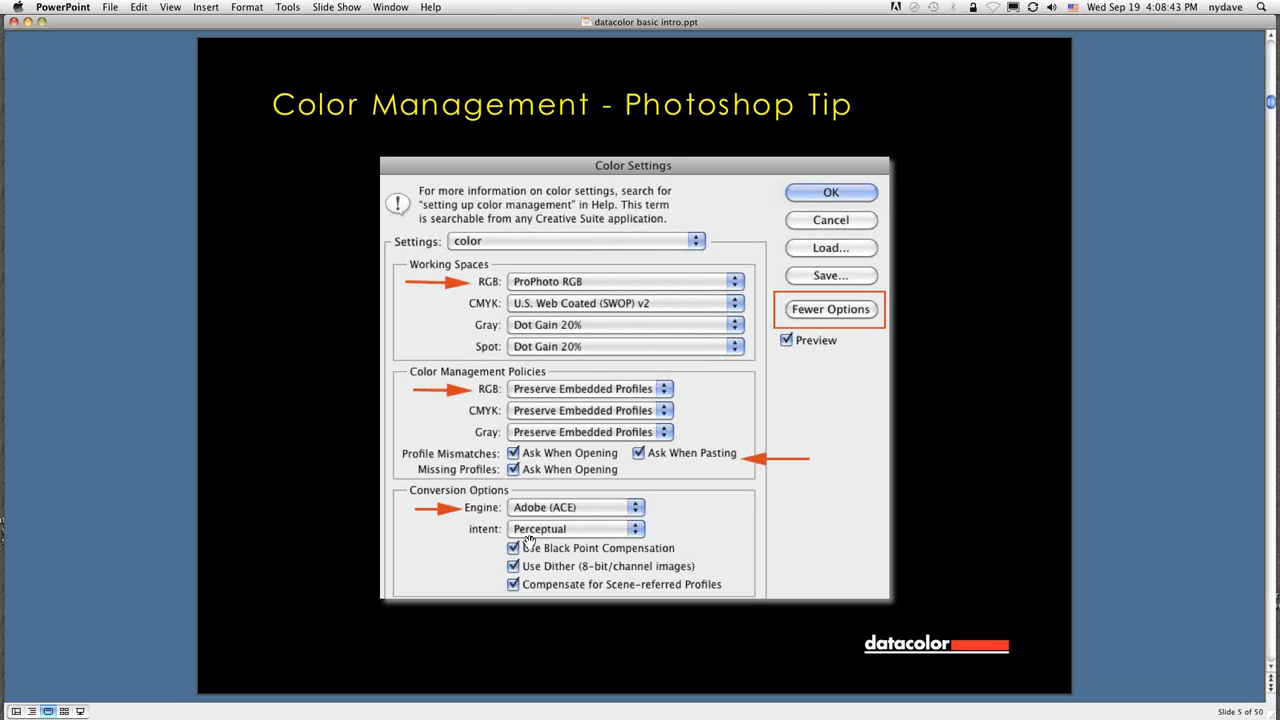 PowerPoint File Edit View Insert Format Tools Slide Show Window Help Wed Sep 19 4:08:43 PM nydave
datacolor basic intro.ppt
Color Management - Photoshop Tip
Color Settings
For more information on color settings, search for
"setting up color management" in Help. This term
is searchable from any Creative Suite application.
Settings: color
Working Spaces
RGB: ProPhoto RGB
CMYK: U.S. Web Coated (SWOP) v2
Gray: Dot Gain 20%
Spot: Dot Gain 20%
Color Management Policies
RGB: Preserve Embedded Profiles
CMYK: Preserve Embedded Profiles
Gray: Preserve Embedded Profiles
Profile Mismatches: Ask When Opening Ask When Pasting
Missing Profiles: Ask When Opening
Conversion Options
Engine: Adobe (ACE)
intent: Perceptual
Use Black Point Compensation
Use Dither (8-bit/channel images)
Compensate for Scene-referred Profiles
OK
Cancel
Load...
Save...
Fewer Options
Preview
datacolor
Slide 5 of 50